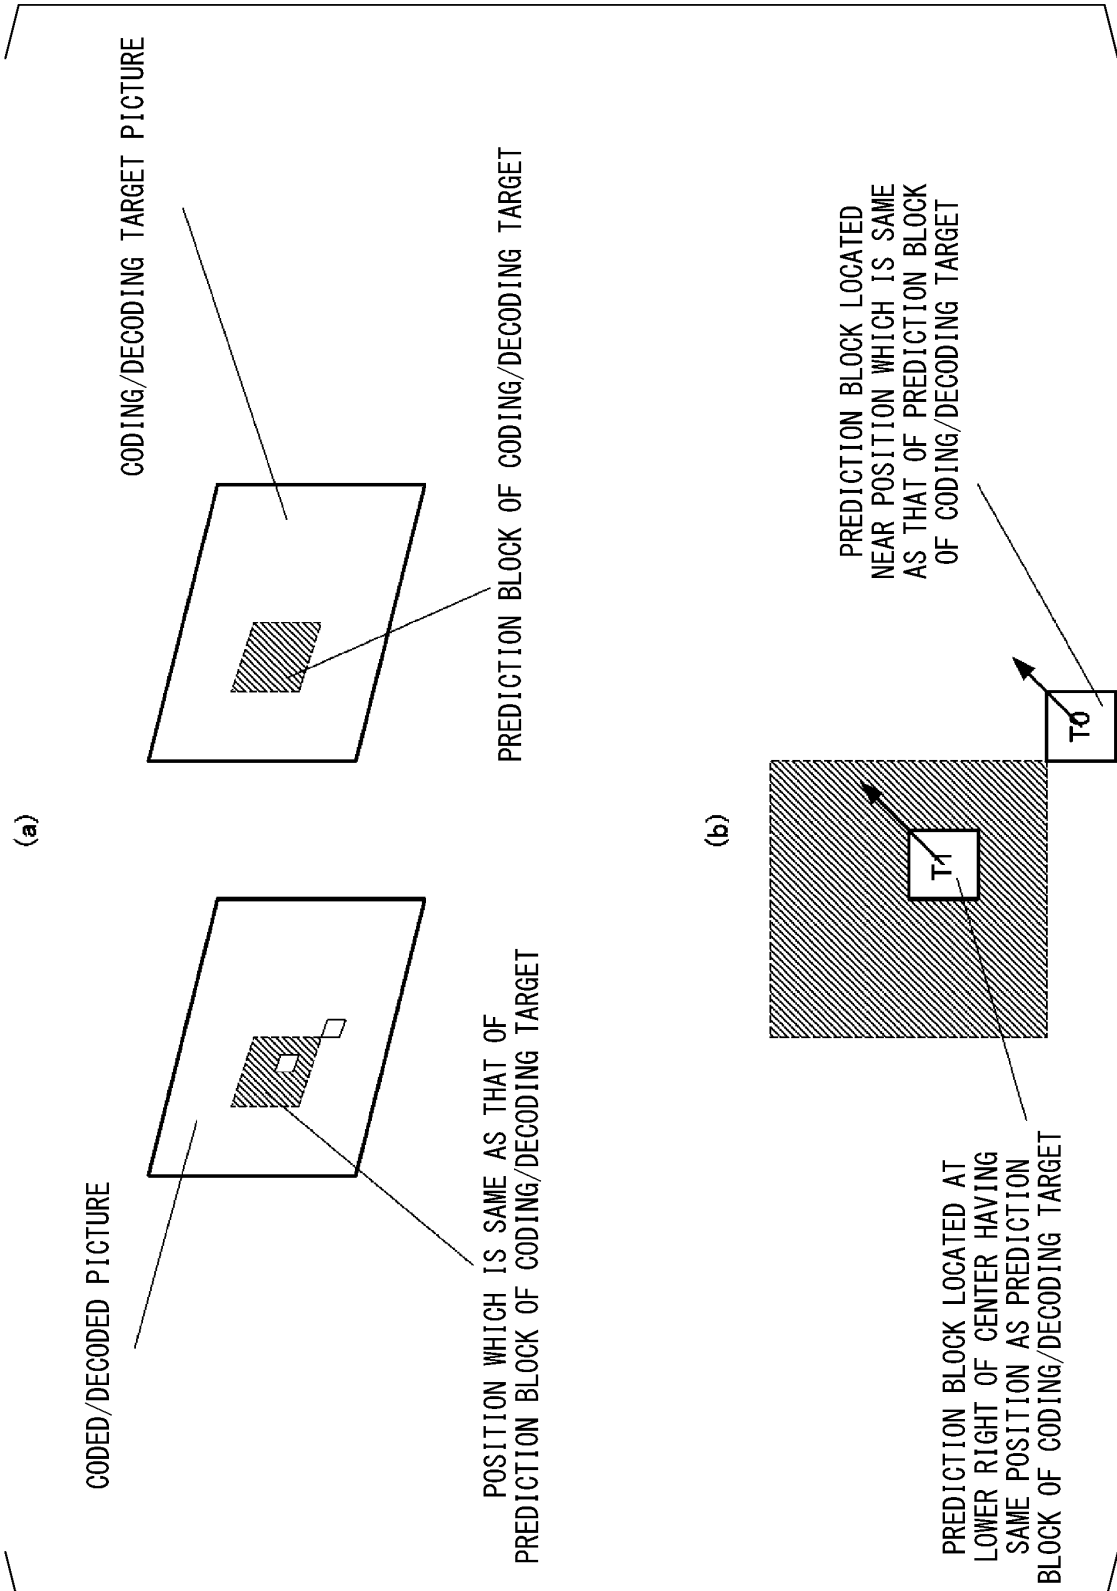 (a)
CODED/DECODED PICTURE
CODING/DECODING TARGET PICTURE
POSITION WHICH IS SAME AS THAT OF
PREDICTION BLOCK OF CODING/DECODING TARGET
PREDICTION BLOCK OF CODING/DECODING TARGET
(b)
PREDICTION BLOCK LOCATED
NEAR POSITION WHICH IS SAME
AS THAT OF PREDICTION BLOCK
OF CODING/DECODING TARGET
T1
T0
PREDICTION BLOCK LOCATED AT
LOWER RIGHT OF CENTER HAVING
SAME POSITION AS PREDICTION
BLOCK OF CODING/DECODING TARGET